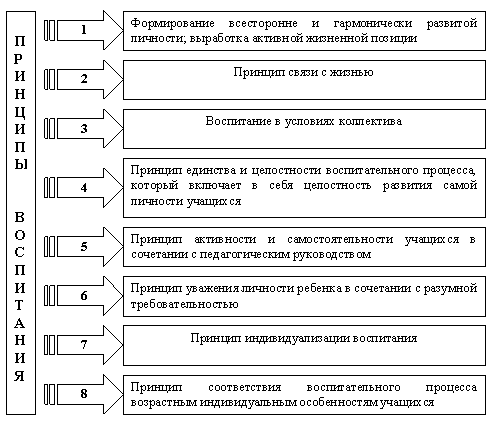 ПРИНЦИПЫ ВОСПИТАНИЯ
1
Формирование всесторонне и гармонически развитой
личности; выработка активной жизненной позиции
2
Принцип связи с жизнью
3
Воспитание в условиях коллектива
4
Принцип единства и целостности воспитательного процесса,
который включает в себя целостность развития самой
личности учащихся
5
Принцип активности и самостоятельности учащихся в
сочетании с педагогическим руководством
6
Принцип уважения личности ребенка в сочетании с разумной
требовательностью
7
Принцип индивидуализации воспитания
8
Принцип соответствия воспитательного процесса
возрастным индивидуальным особенностям учащихся